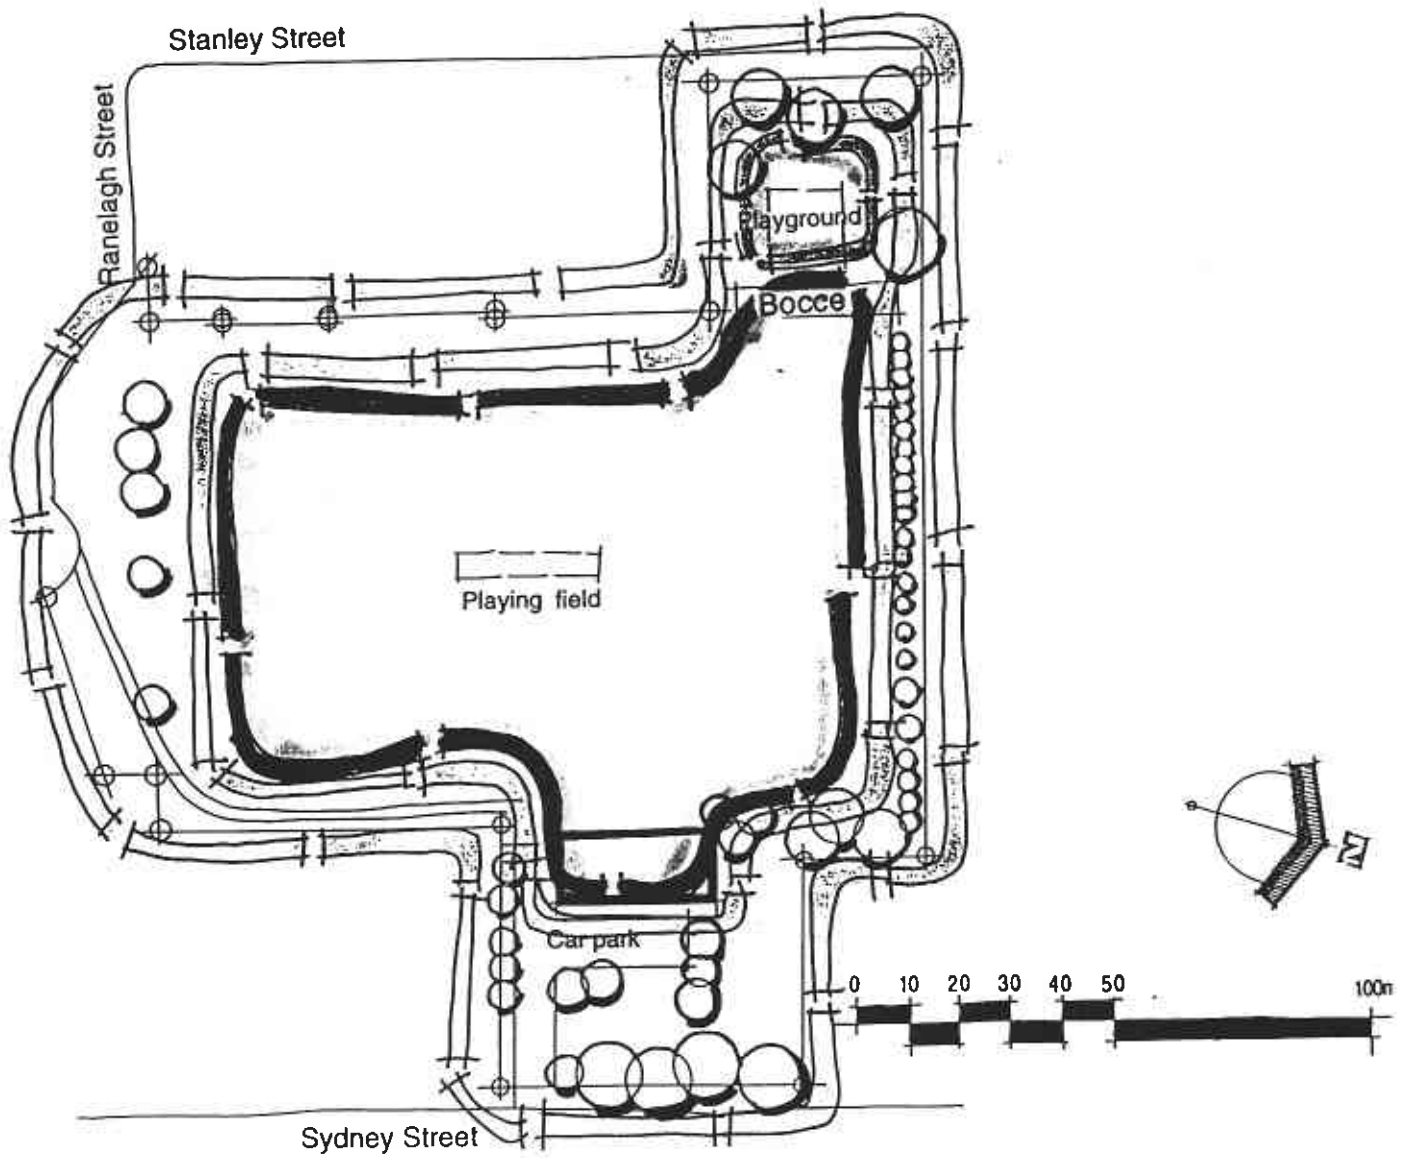 Stanley Street
Ranelagh Street
Playground
Bocce
Playing field
Car park
N
0 10 20 30 40 50 100m
Sydney Street